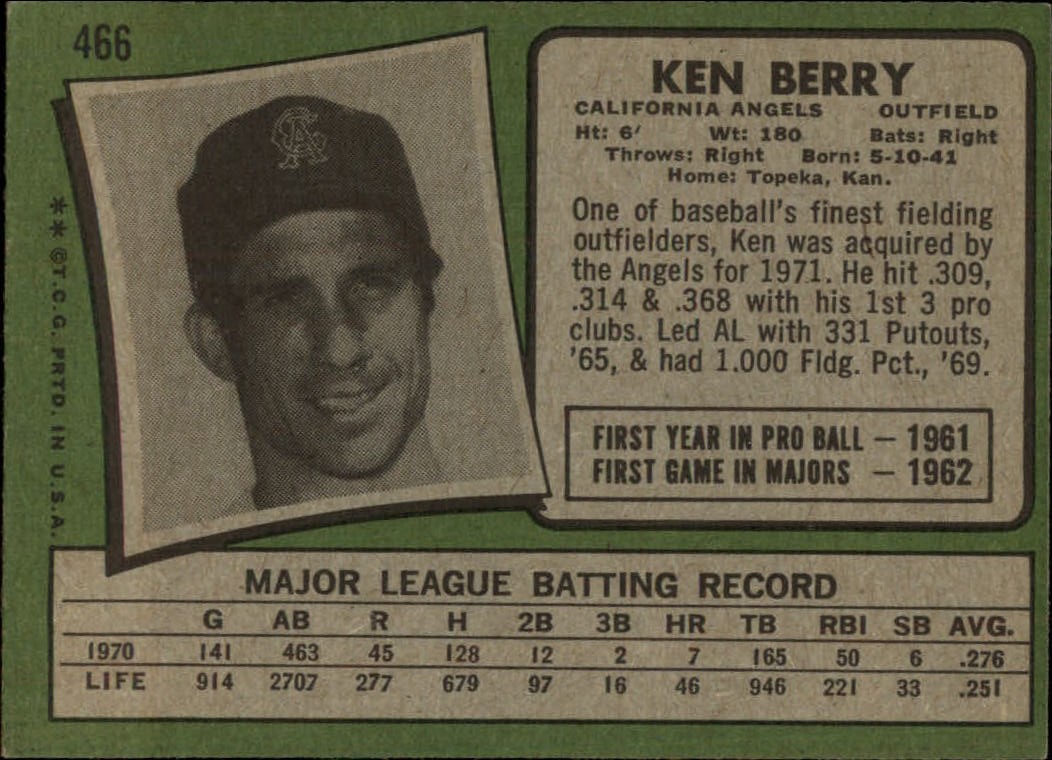 466
KEN BERRY
CALIFORNIA ANGELS OUTFIELD
Ht: 6' Wt: 180 Bats: Right
Throws: Right Born: 5-10-41
Home: Topeka, Kan.
One of baseball's finest fielding
outfielders, Ken was acquired by
the Angels for 1971. He hit .309,
.314 & .368 with his 1st 3 pro
clubs. Led AL with 331 Putouts,
'65, & had 1.000 Fldg. Pct., '69.
FIRST YEAR IN PRO BALL — 1961
FIRST GAME IN MAJORS — 1962
**©T.C.G. PRTD. IN U.S.A.
CA
MAJOR LEAGUE BATTING RECORD
G AB R H 2B 3B HR TB RBI SB AVG.
1970 141 463 45 128 12 2 7 165 50 6 .276
LIFE 914 2707 277 679 97 16 46 946 221 33 .251